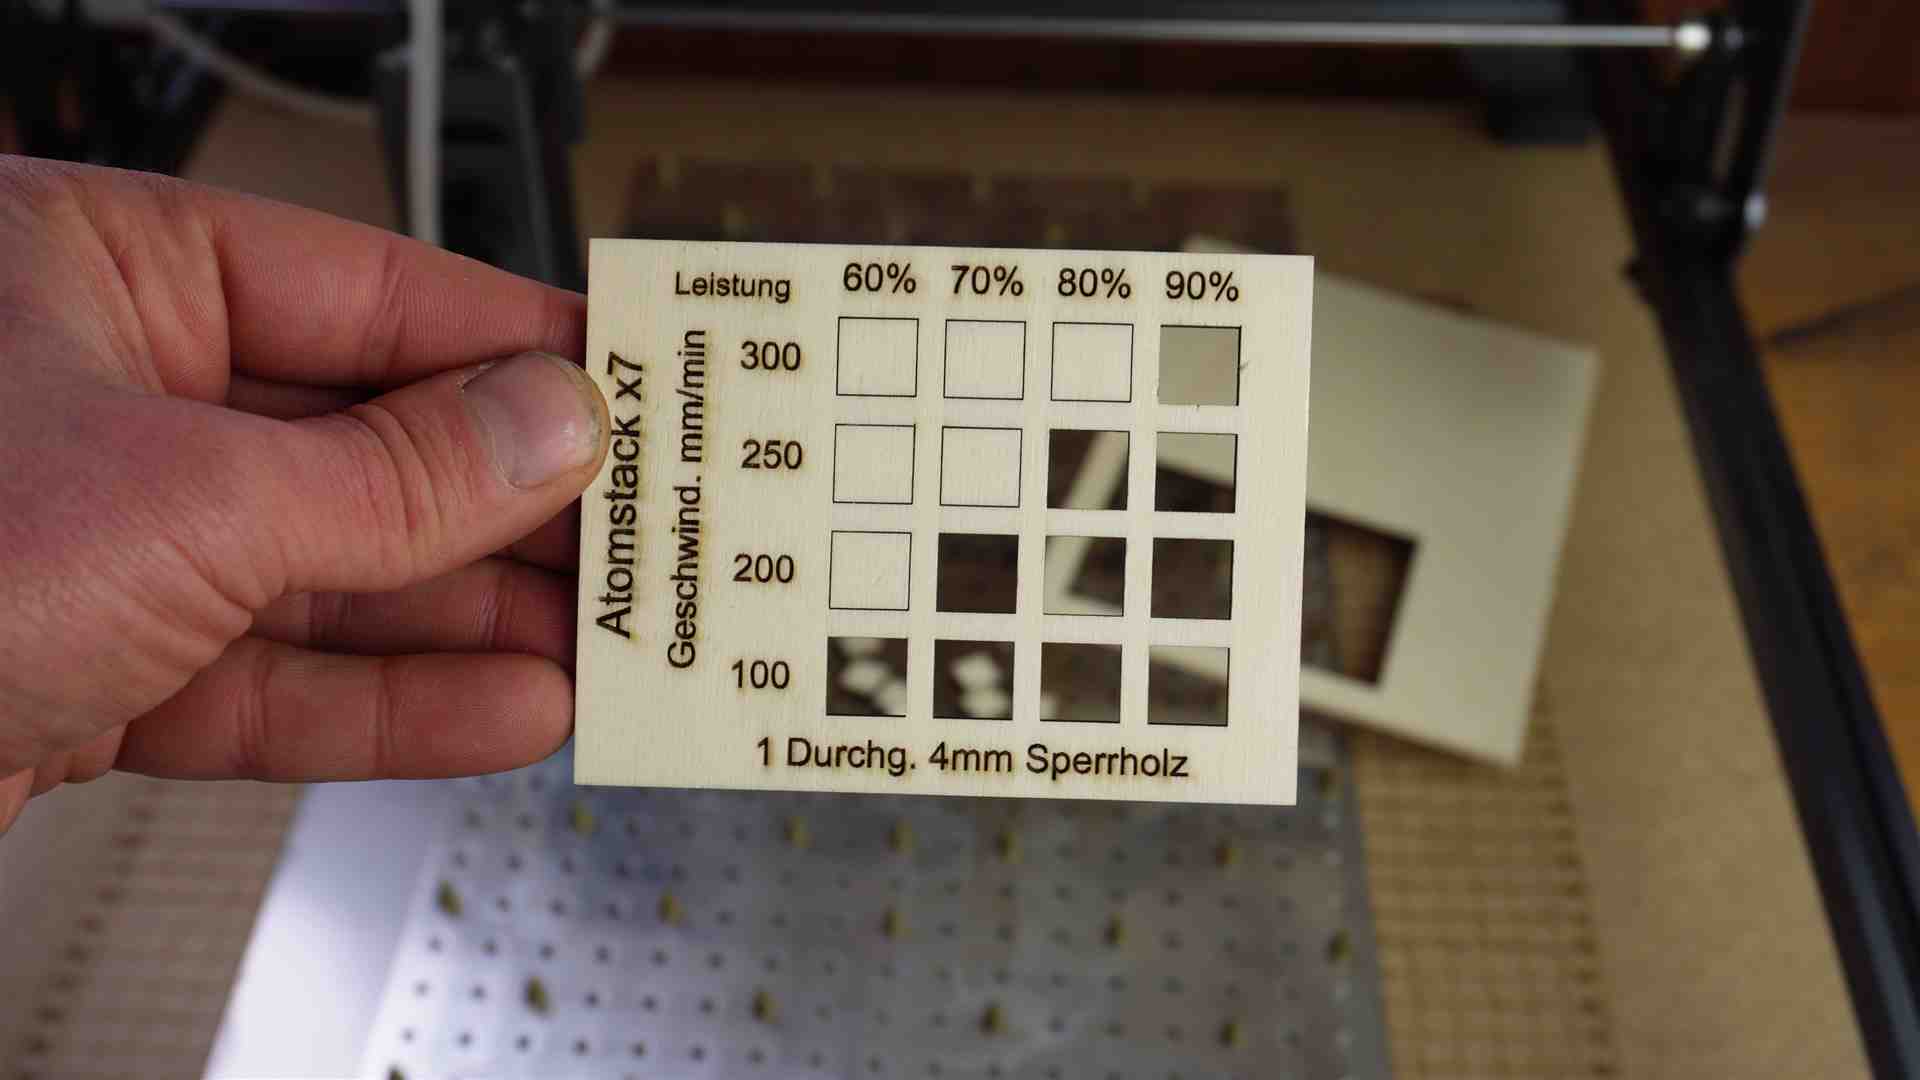 Leistung 60% 70% 80% 90%
Atomstack x7
Geschwind. mm/min
300
250
200
100
1 Durchg. 4mm Sperrholz